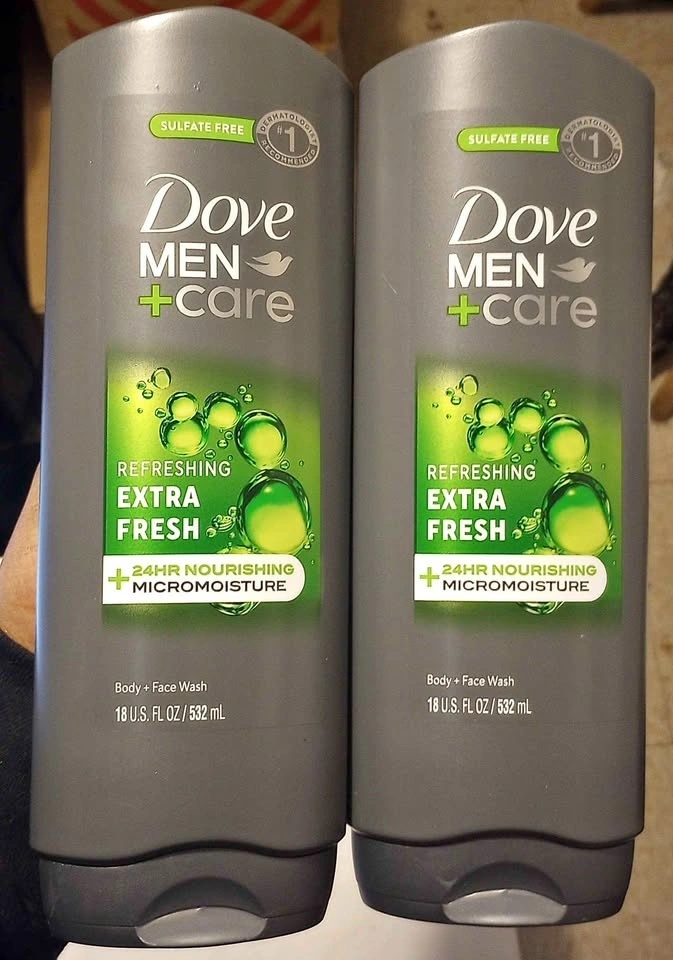 SULFATE FREE
DERMATOLOGIST
#1
RECOMMENDED
Dove
MEN
+care
REFRESHING
EXTRA
FRESH
+ 24HR NOURISHING
MICROMOISTURE
Body + Face Wash
18 U.S. FL OZ / 532 mL
SULFATE FREE
DERMATOLOGIST
#1
RECOMMENDED
Dove
MEN
+care
REFRESHING
EXTRA
FRESH
+ 24HR NOURISHING
MICROMOISTURE
Body + Face Wash
18 U.S. FL OZ / 532 mL